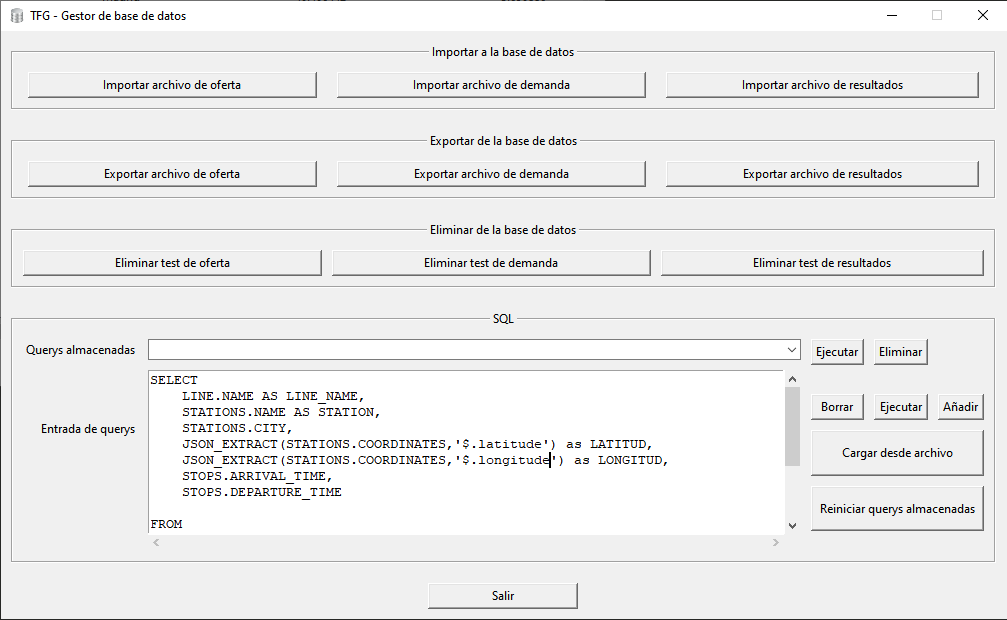 TFG - Gestor de base de datos
Importar a la base de datos
Importar archivo de oferta
Importar archivo de demanda
Importar archivo de resultados
Exportar de la base de datos
Exportar archivo de oferta
Exportar archivo de demanda
Exportar archivo de resultados
Eliminar de la base de datos
Eliminar test de oferta
Eliminar test de demanda
Eliminar test de resultados
SQL
Querys almacenadas
Ejecutar
Eliminar
Entrada de querys
SELECT
    LINE.NAME AS LINE_NAME,
    STATIONS.NAME AS STATION,
    STATIONS.CITY,
    JSON_EXTRACT(STATIONS.COORDINATES,'$.latitude') as LATITUD,
    JSON_EXTRACT(STATIONS.COORDINATES,'$.longitude') as LONGITUD,
    STOPS.ARRIVAL_TIME,
    STOPS.DEPARTURE_TIME
FROM
Borrar
Ejecutar
Añadir
Cargar desde archivo
Reiniciar querys almacenadas
Salir